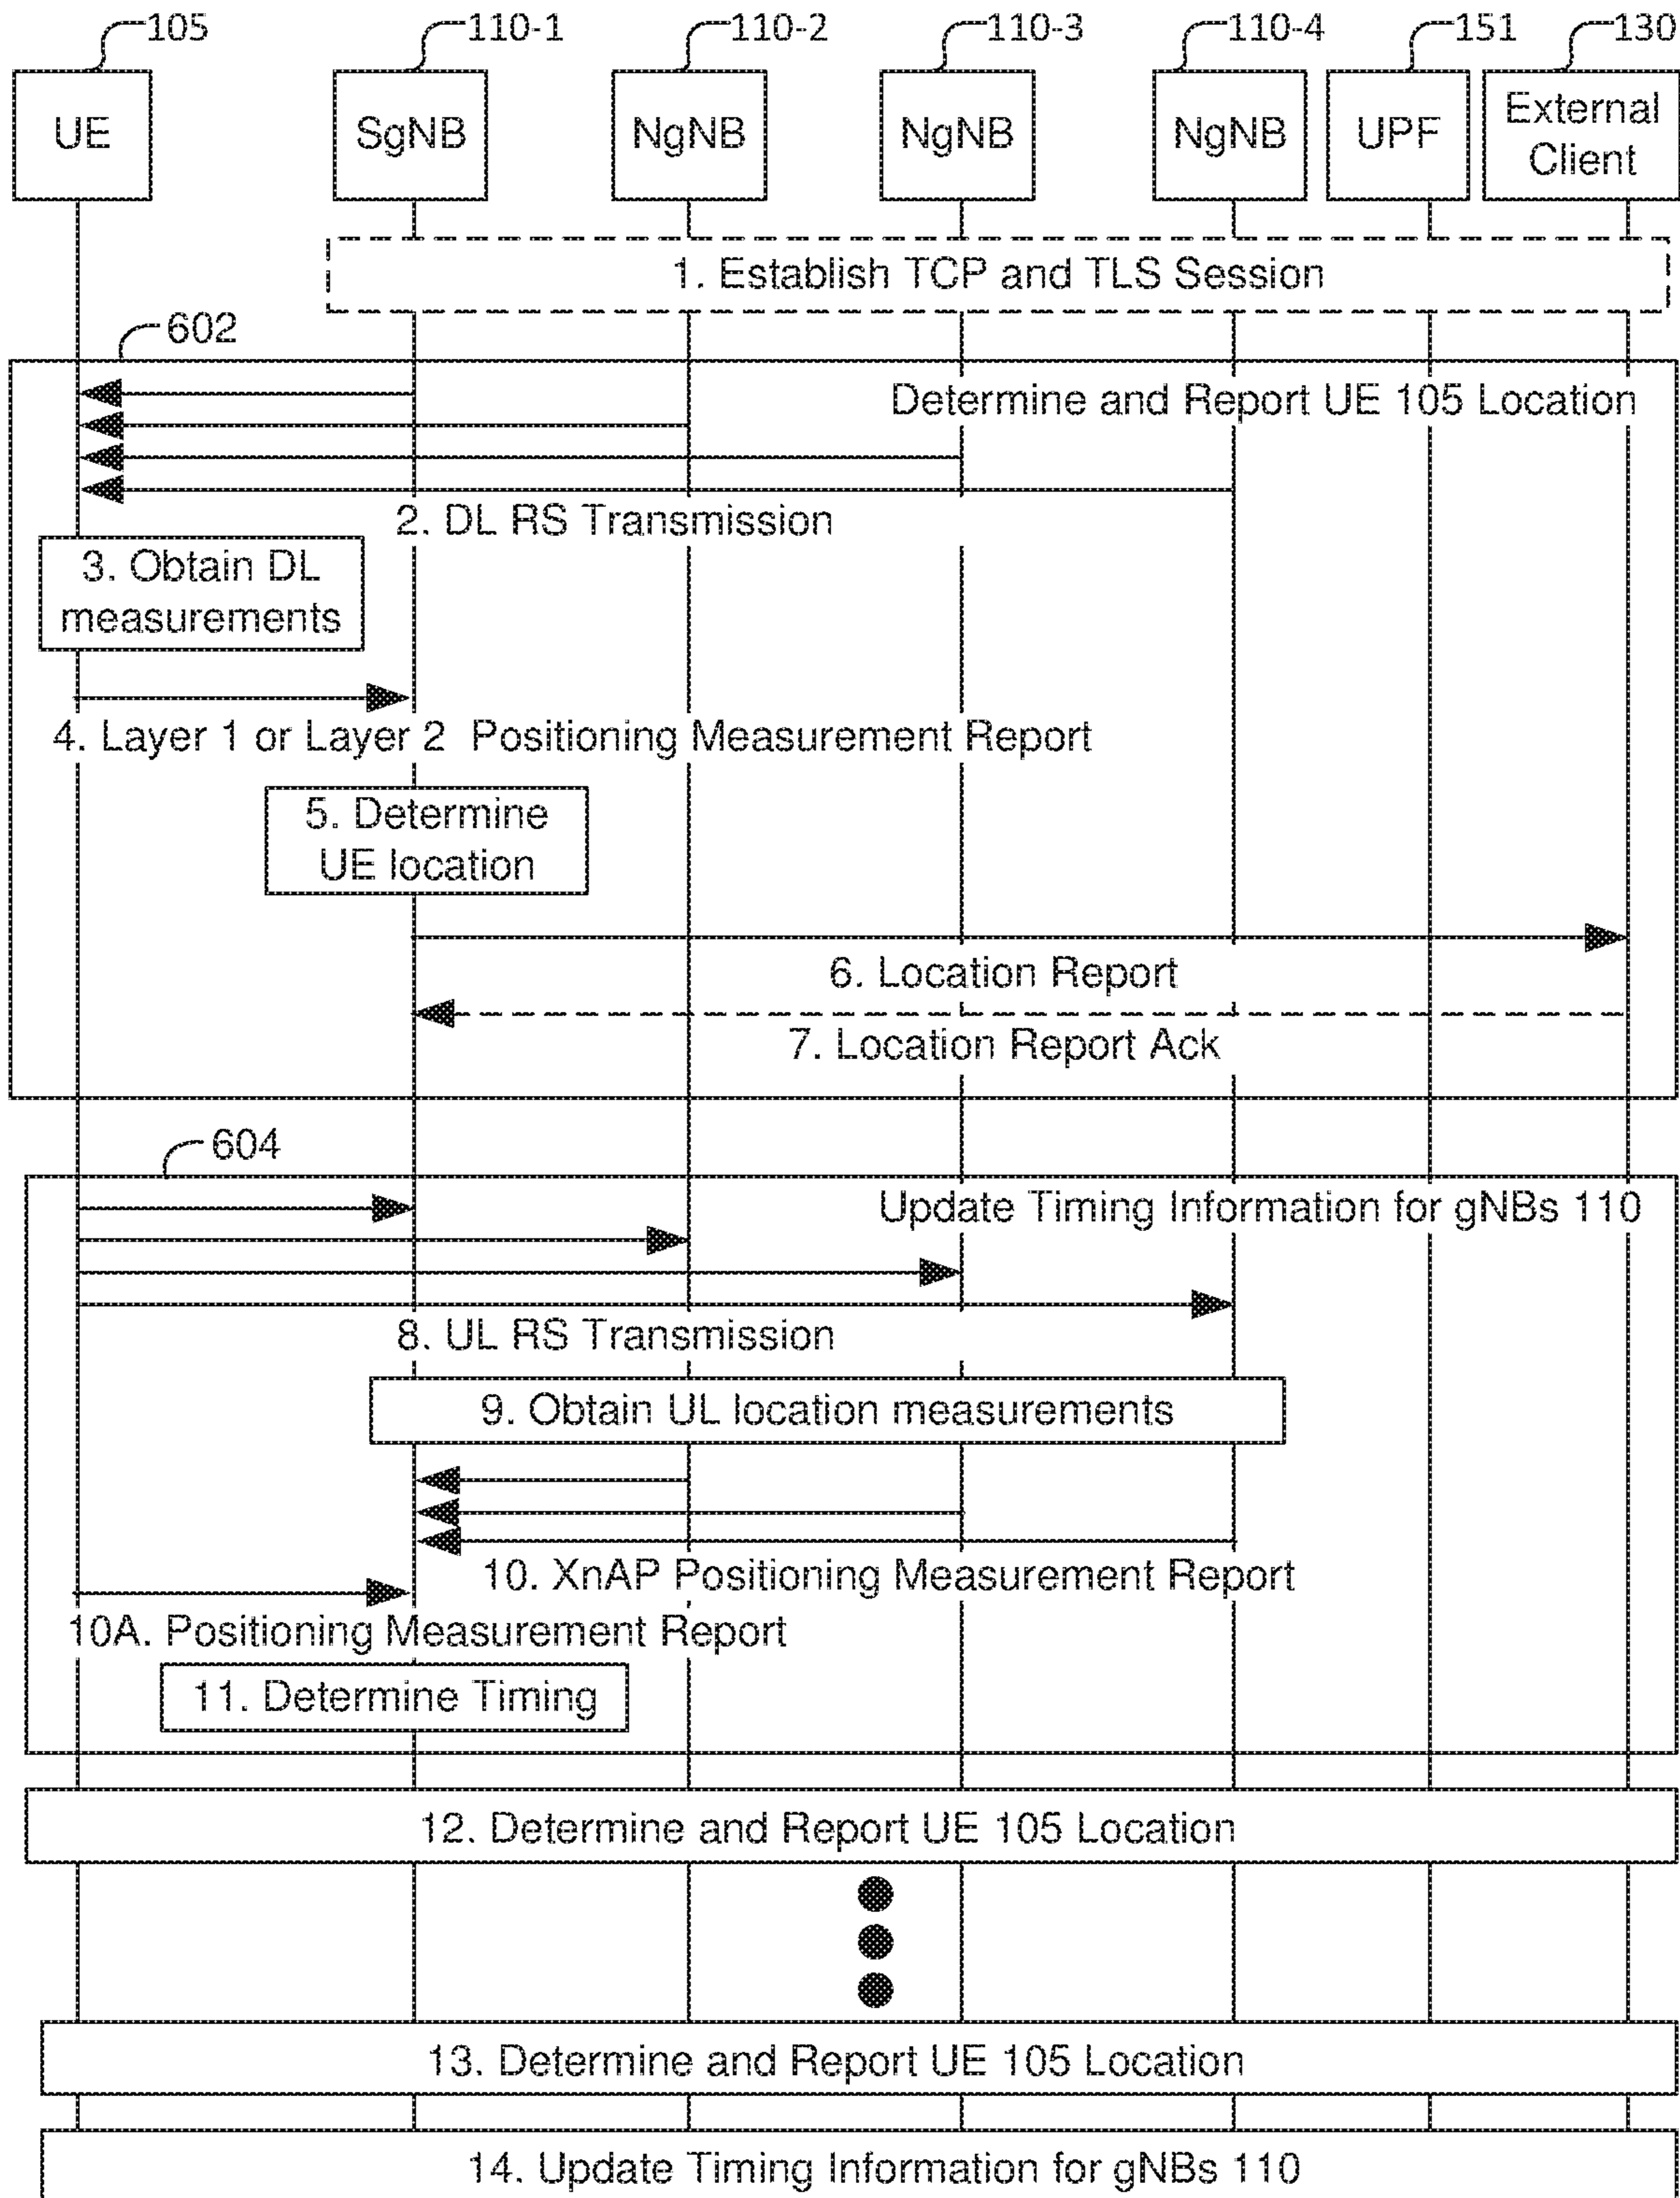 105
110-1
110-2
110-3
110-4
151
130
UE
SgNB
NgNB
NgNB
NgNB
UPF
External
Client
1. Establish TCP and TLS Session
602
Determine and Report UE 105 Location
2. DL RS Transmission
3. Obtain DL
measurements
4. Layer 1 or Layer 2 Positioning Measurement Report
5. Determine
UE location
6. Location Report
7. Location Report Ack
604
Update Timing Information for gNBs 110
8. UL RS Transmission
9. Obtain UL location measurements
10. XnAP Positioning Measurement Report
10A. Positioning Measurement Report
11. Determine Timing
12. Determine and Report UE 105 Location
13. Determine and Report UE 105 Location
14. Update Timing Information for gNBs 110